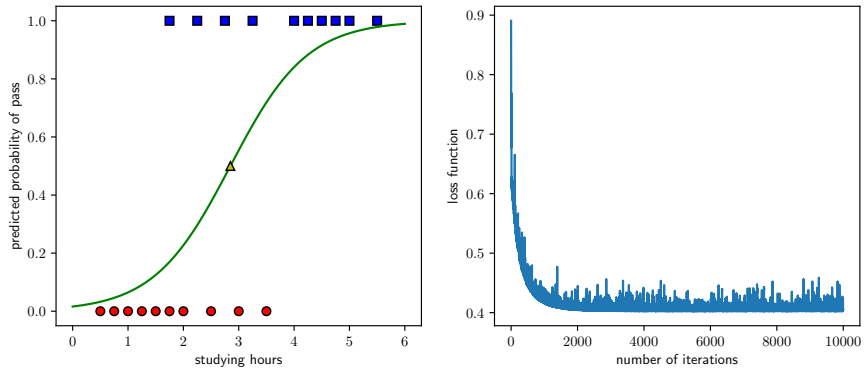 1.0
0.8
0.6
0.4
0.2
0.0
predicted probability of pass
0 1 2 3 4 5 6
studying hours
0.9
0.8
0.7
0.6
0.5
0.4
loss function
0 2000 4000 6000 8000 10000
number of iterations